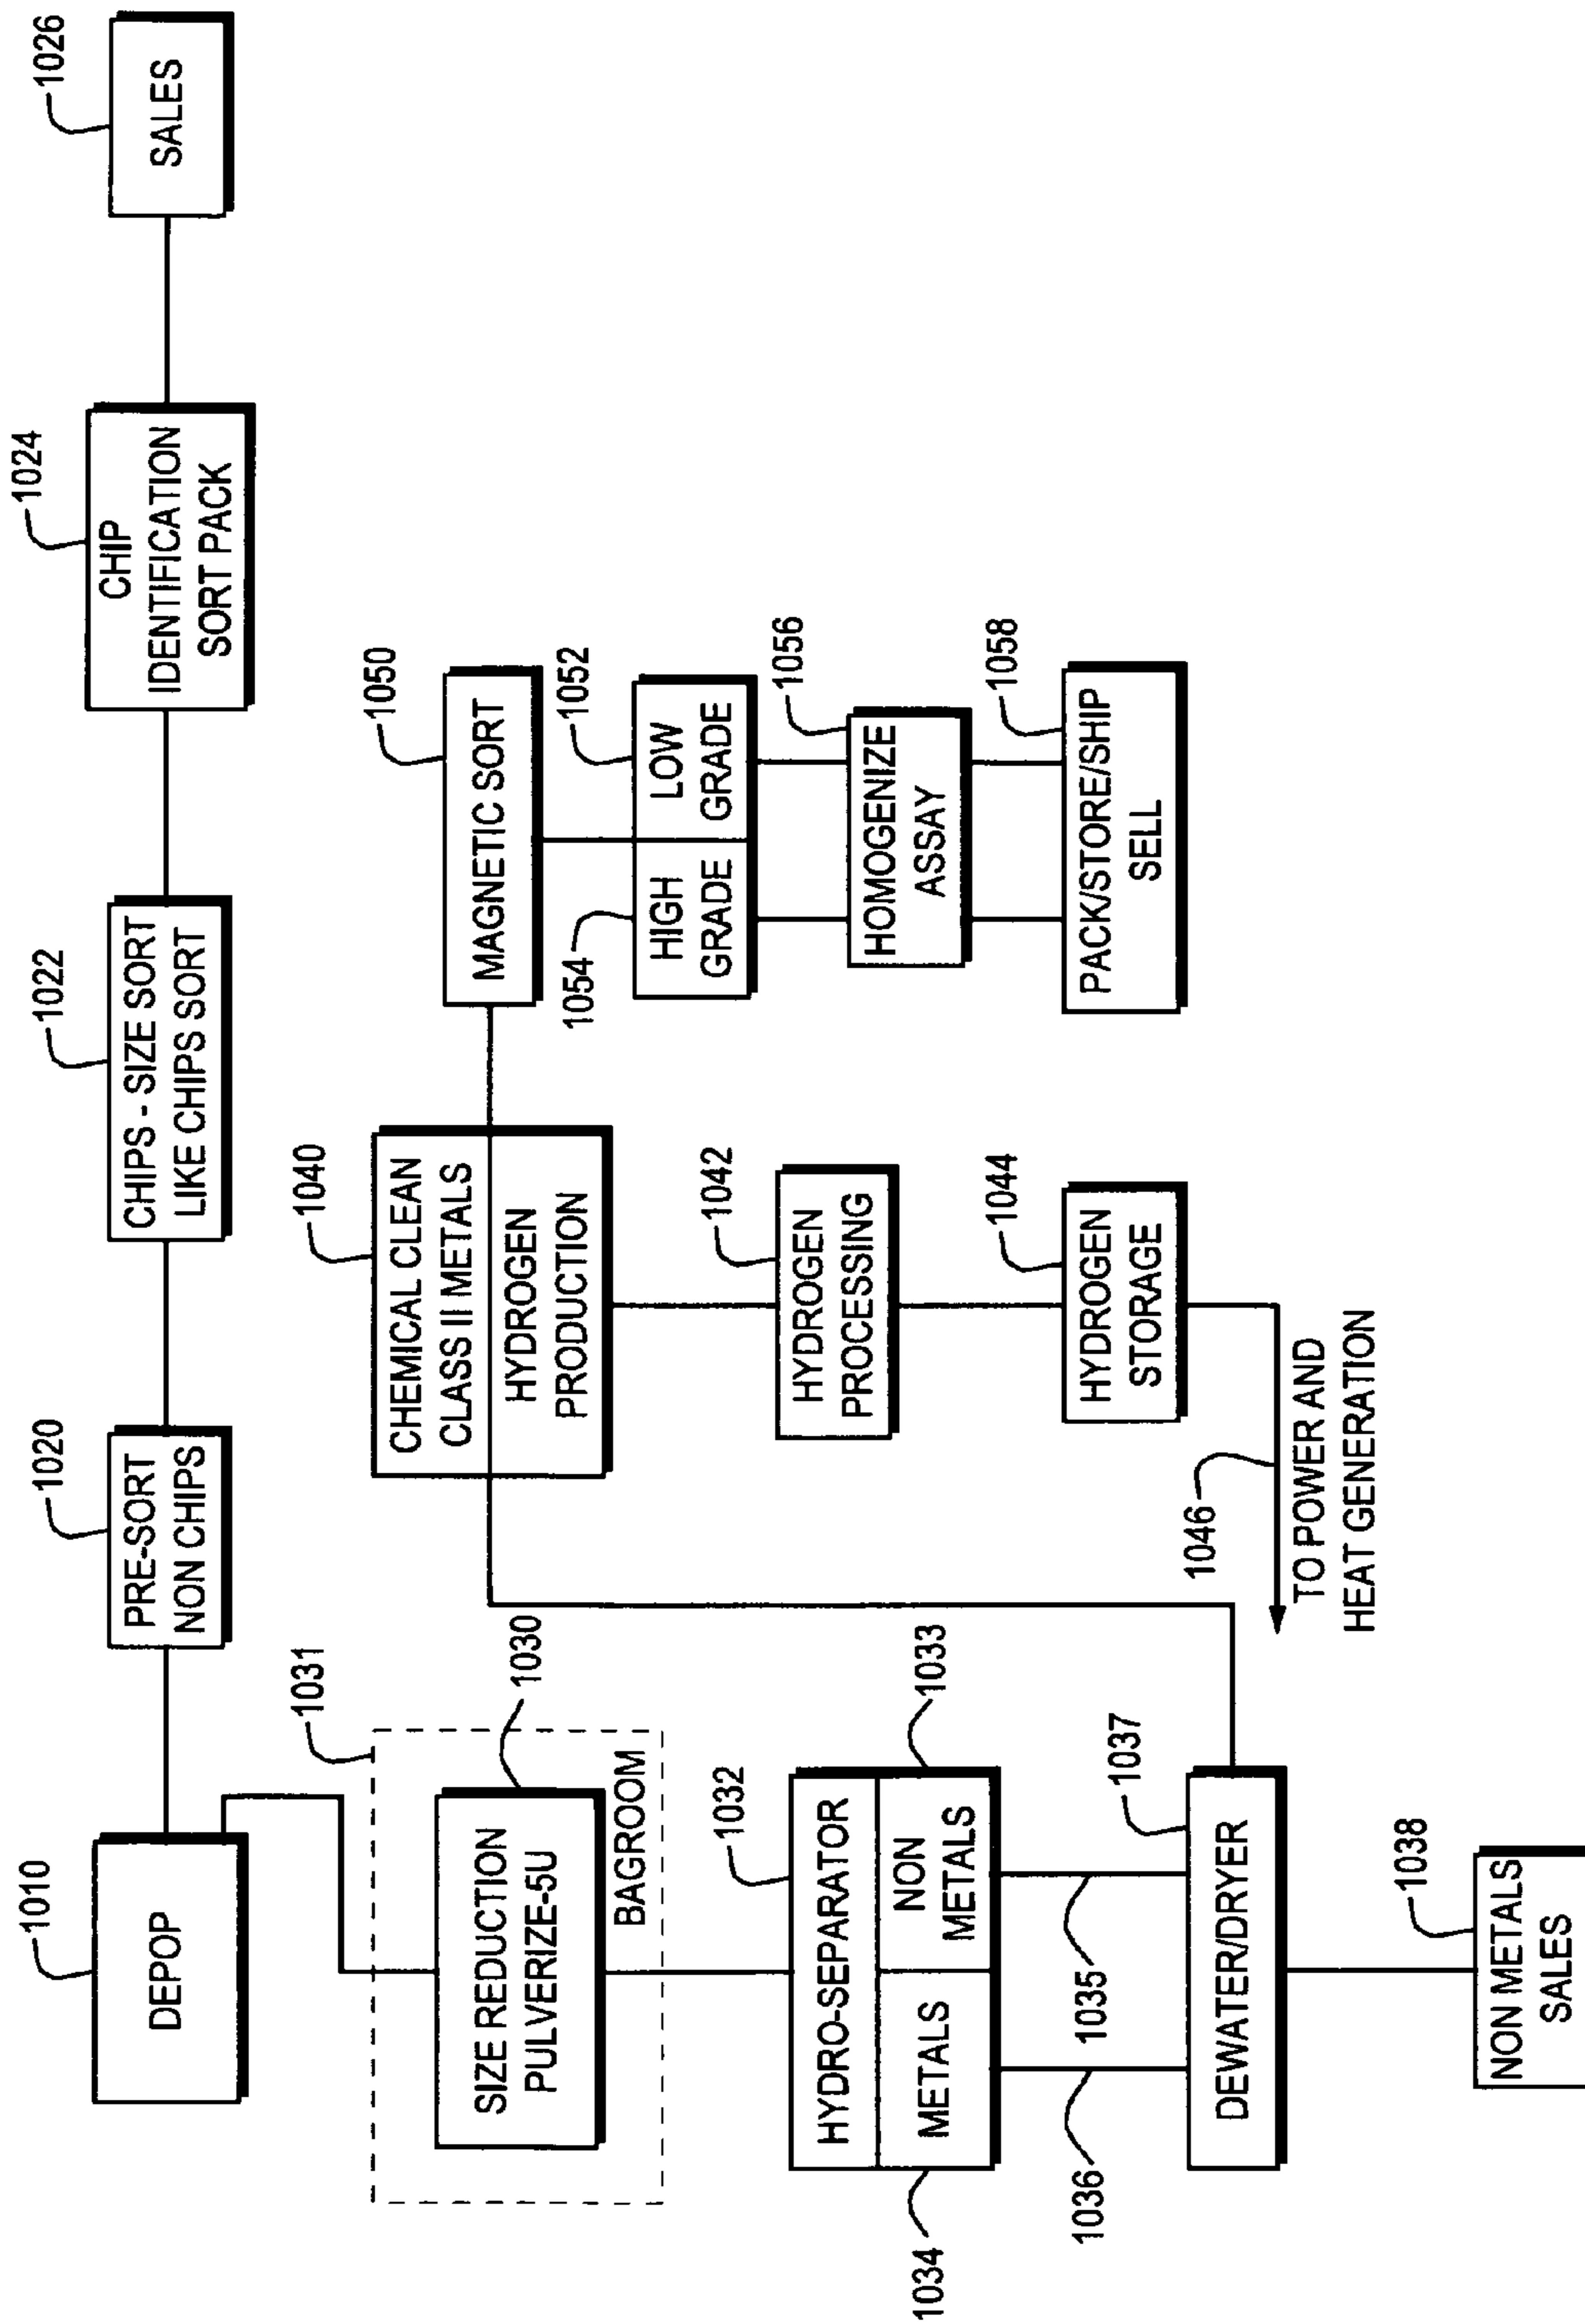 1010
DEPOP
1020
PRE-SORT
NON CHIPS
1022
CHIPS - SIZE SORT
LIKE CHIPS SORT
1024
CHIP
IDENTIFICATION
SORT PACK
1026
SALES
1031
1030
SIZE REDUCTION
PULVERIZE-5U
BAGROOM
1032
HYDRO-SEPARATOR
METALS
NON
METALS
1033
1034
1035
1036
1037
DEWATER/DRYER
1038
NON METALS
SALES
1040
CHEMICAL CLEAN
CLASS II METALS
HYDROGEN
PRODUCTION
1042
HYDROGEN
PROCESSING
1044
HYDROGEN
STORAGE
1046
TO POWER AND
HEAT GENERATION
1050
MAGNETIC SORT
1054
HIGH
GRADE
1052
LOW
GRADE
1056
HOMOGENIZE
ASSAY
1058
PACK/STORE/SHIP
SELL